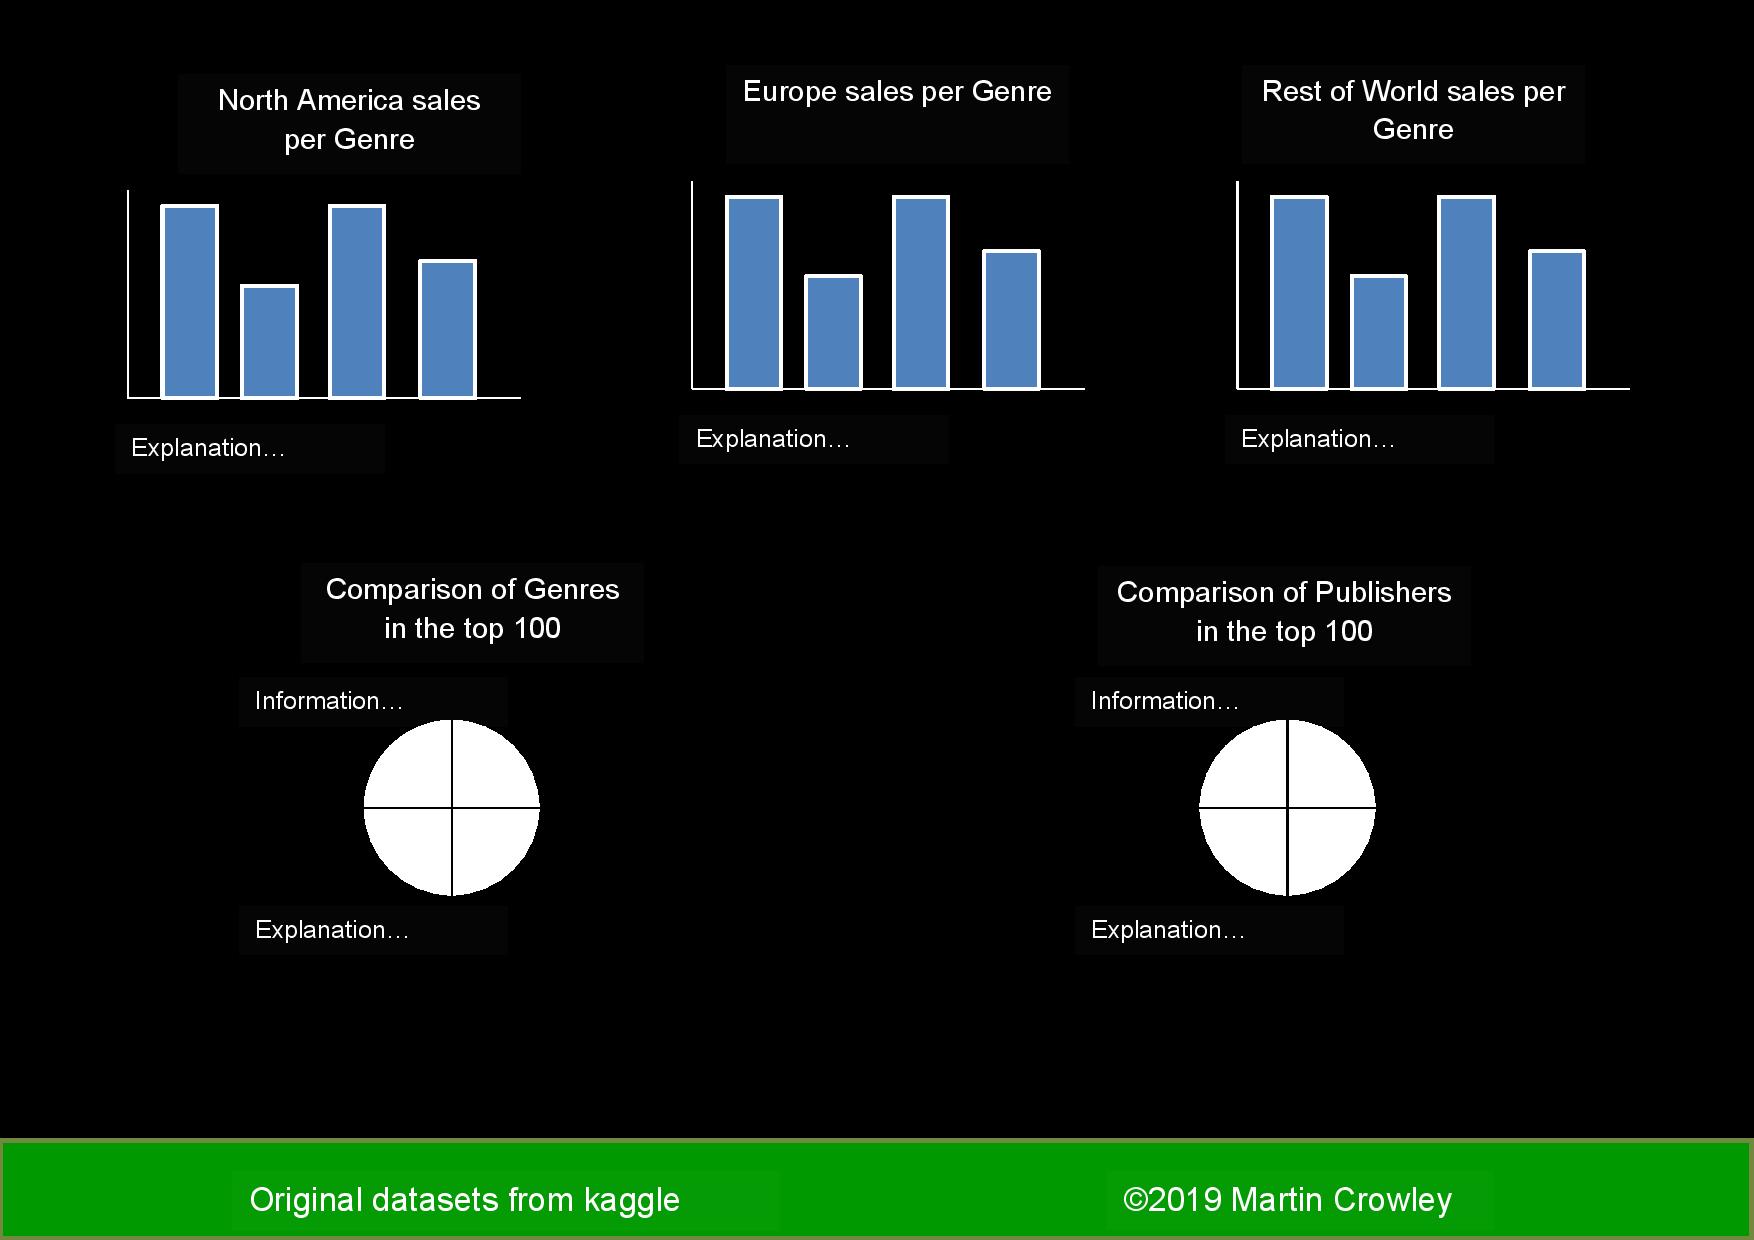 North America sales
per Genre
Europe sales per Genre
Rest of World sales per
Genre
Explanation…
Explanation…
Explanation…
Comparison of Genres
in the top 100
Comparison of Publishers
in the top 100
Information…
Information…
Explanation…
Explanation…
Original datasets from kaggle
©2019 Martin Crowley